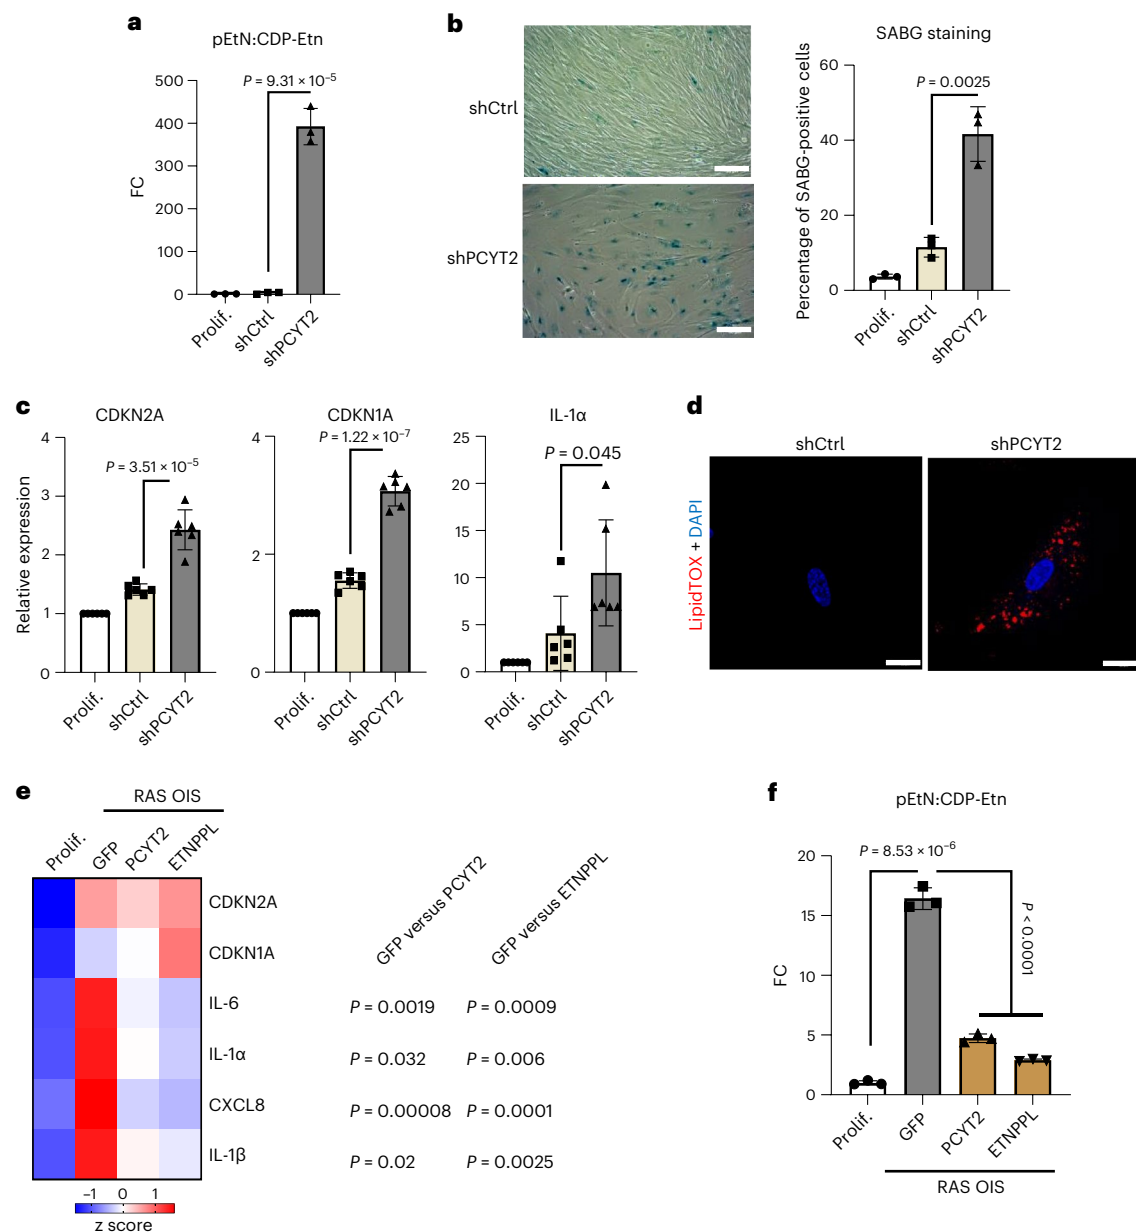 a
pEtN:CDP-Etn
P = 9.31 × 10⁻⁵
FC
500
400
300
200
100
0
Prolif.
shCtrl
shPCYT2
b
shCtrl
shPCYT2
SABG staining
P = 0.0025
Percentage of SABG-positive cells
60
40
20
0
Prolif.
shCtrl
shPCYT2
c
CDKN2A
P = 3.51 × 10⁻⁵
Relative expression
4
3
2
1
0
Prolif.
shCtrl
shPCYT2
CDKN1A
P = 1.22 × 10⁻⁷
4
2
0
Prolif.
shCtrl
shPCYT2
IL-1α
P = 0.045
25
20
15
10
5
0
Prolif.
shCtrl
shPCYT2
d
shCtrl
shPCYT2
LipidTOX + DAPI
e
RAS OIS
Prolif.
GFP
PCYT2
ETNPPL
CDKN2A
CDKN1A
IL-6
IL-1α
CXCL8
IL-1β
GFP versus PCYT2
GFP versus ETNPPL
P = 0.0019 P = 0.0009
P = 0.032 P = 0.006
P = 0.00008 P = 0.0001
P = 0.02 P = 0.0025
–1 0 1
z score
f
pEtN:CDP-Etn
P = 8.53 × 10⁻⁶
P < 0.0001
FC
20
15
10
5
0
Prolif.
GFP
PCYT2
ETNPPL
RAS OIS